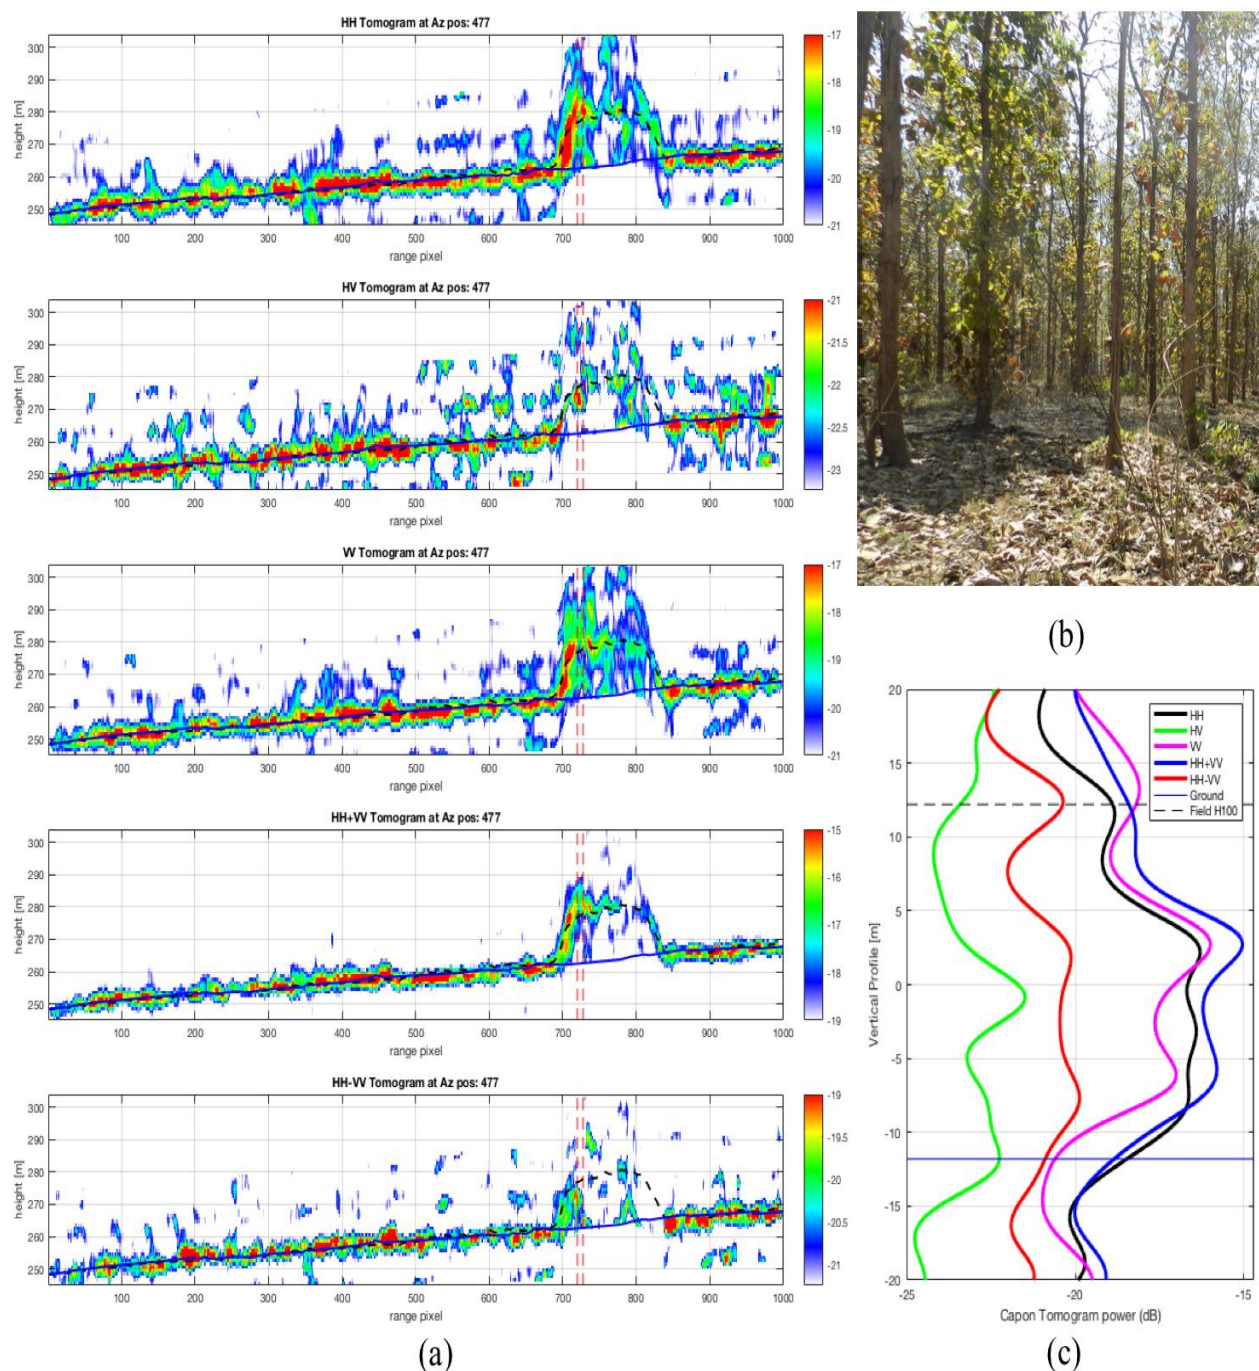 HH Tomogram at Az pos: 477
height [m]
300
290
280
270
260
250
100 200 300 400 500 600 700 800 900 1000
range pixel
-17
-18
-19
-20
-21
HV Tomogram at Az pos: 477
height [m]
300
290
280
270
260
250
100 200 300 400 500 600 700 800 900 1000
range pixel
-21
-22
-23
VV Tomogram at Az pos: 477
height [m]
300
290
280
270
260
250
100 200 300 400 500 600 700 800 900 1000
range pixel
-17
-18
-19
-20
-21
HH+VV Tomogram at Az pos: 477
height [m]
300
290
280
270
260
250
100 200 300 400 500 600 700 800 900 1000
range pixel
-15
-16
-17
-18
-19
HH-VV Tomogram at Az pos: 477
height [m]
300
290
280
270
260
250
100 200 300 400 500 600 700 800 900 1000
range pixel
-19
-19.5
-20
-20.5
-21
(a)
(b)
Vertical Profile [m]
20
15
10
5
0
-5
-10
-15
-20
-25 -20 -15
Capon Tomogram power (dB)
HH
HV
VV
HH+VV
HH-VV
Ground
Field H100
(c)